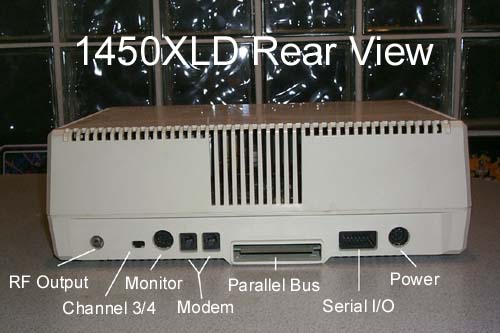 1450XLD Rear View
RF Output
Channel 3/4
Monitor
Modem
Parallel Bus
Serial I/O
Power